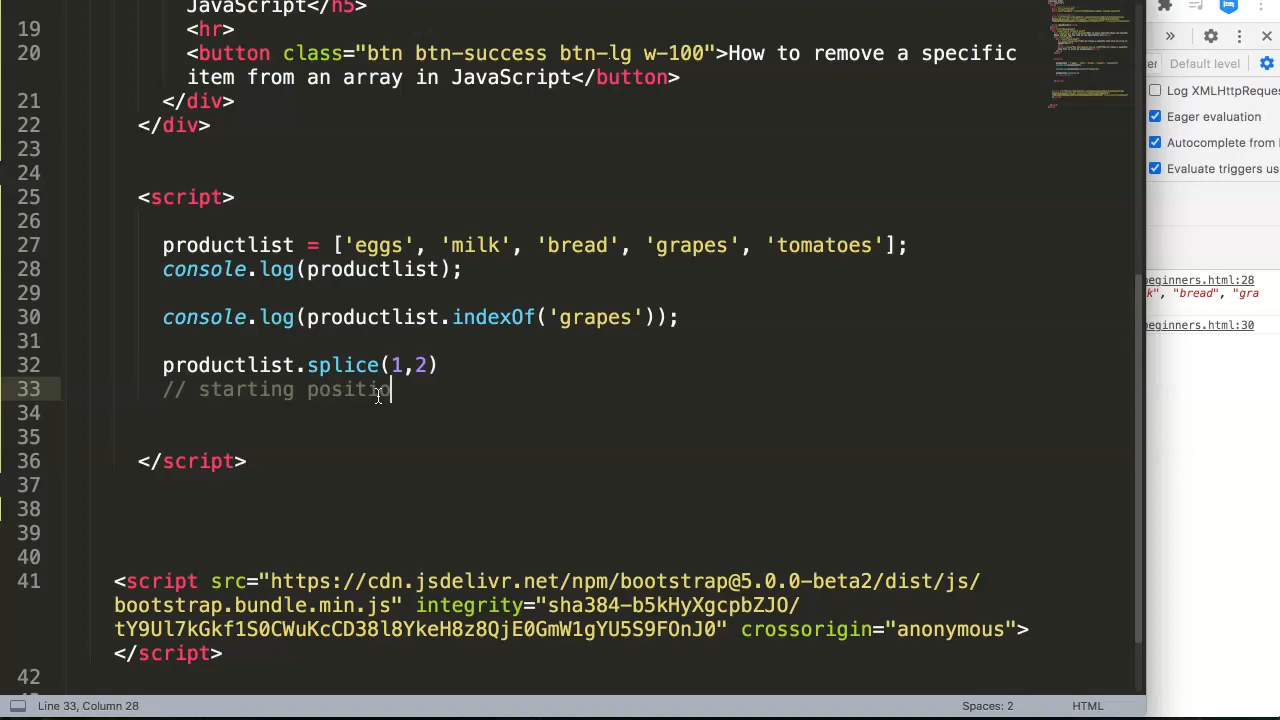 JavaScript</h5>
19 <hr>
20 <button class="btn btn-success btn-lg w-100">How to remove a specific
item from an array in JavaScript</button>
21 </div>
22 </div>
23
24
25 <script>
26
27 productlist = ['eggs', 'milk', 'bread', 'grapes', 'tomatoes'];
28 console.log(productlist);
29
30 console.log(productlist.indexOf('grapes'));
31
32 productlist.splice(1,2)
33 // starting positio
34
35
36 </script>
37
38
39
40
41 <script src="https://cdn.jsdelivr.net/npm/bootstrap@5.0.0-beta2/dist/js/
bootstrap.bundle.min.js" integrity="sha384-b5kHyXgcpbZJO/
tY9Ul7kGkf1S0CWuKcCD38l8YkeH8z8QjE0GmW1gYU5S9FOnJ0" crossorigin="anonymous">
</script>
42
Line 33, Column 28
Spaces: 2
HTML
Default level
Log XMLHttpReques
Eager evaluation
Autocomplete from
Evaluate triggers us
beginners.html:28
k", "bread", "gra
beginners.html:30